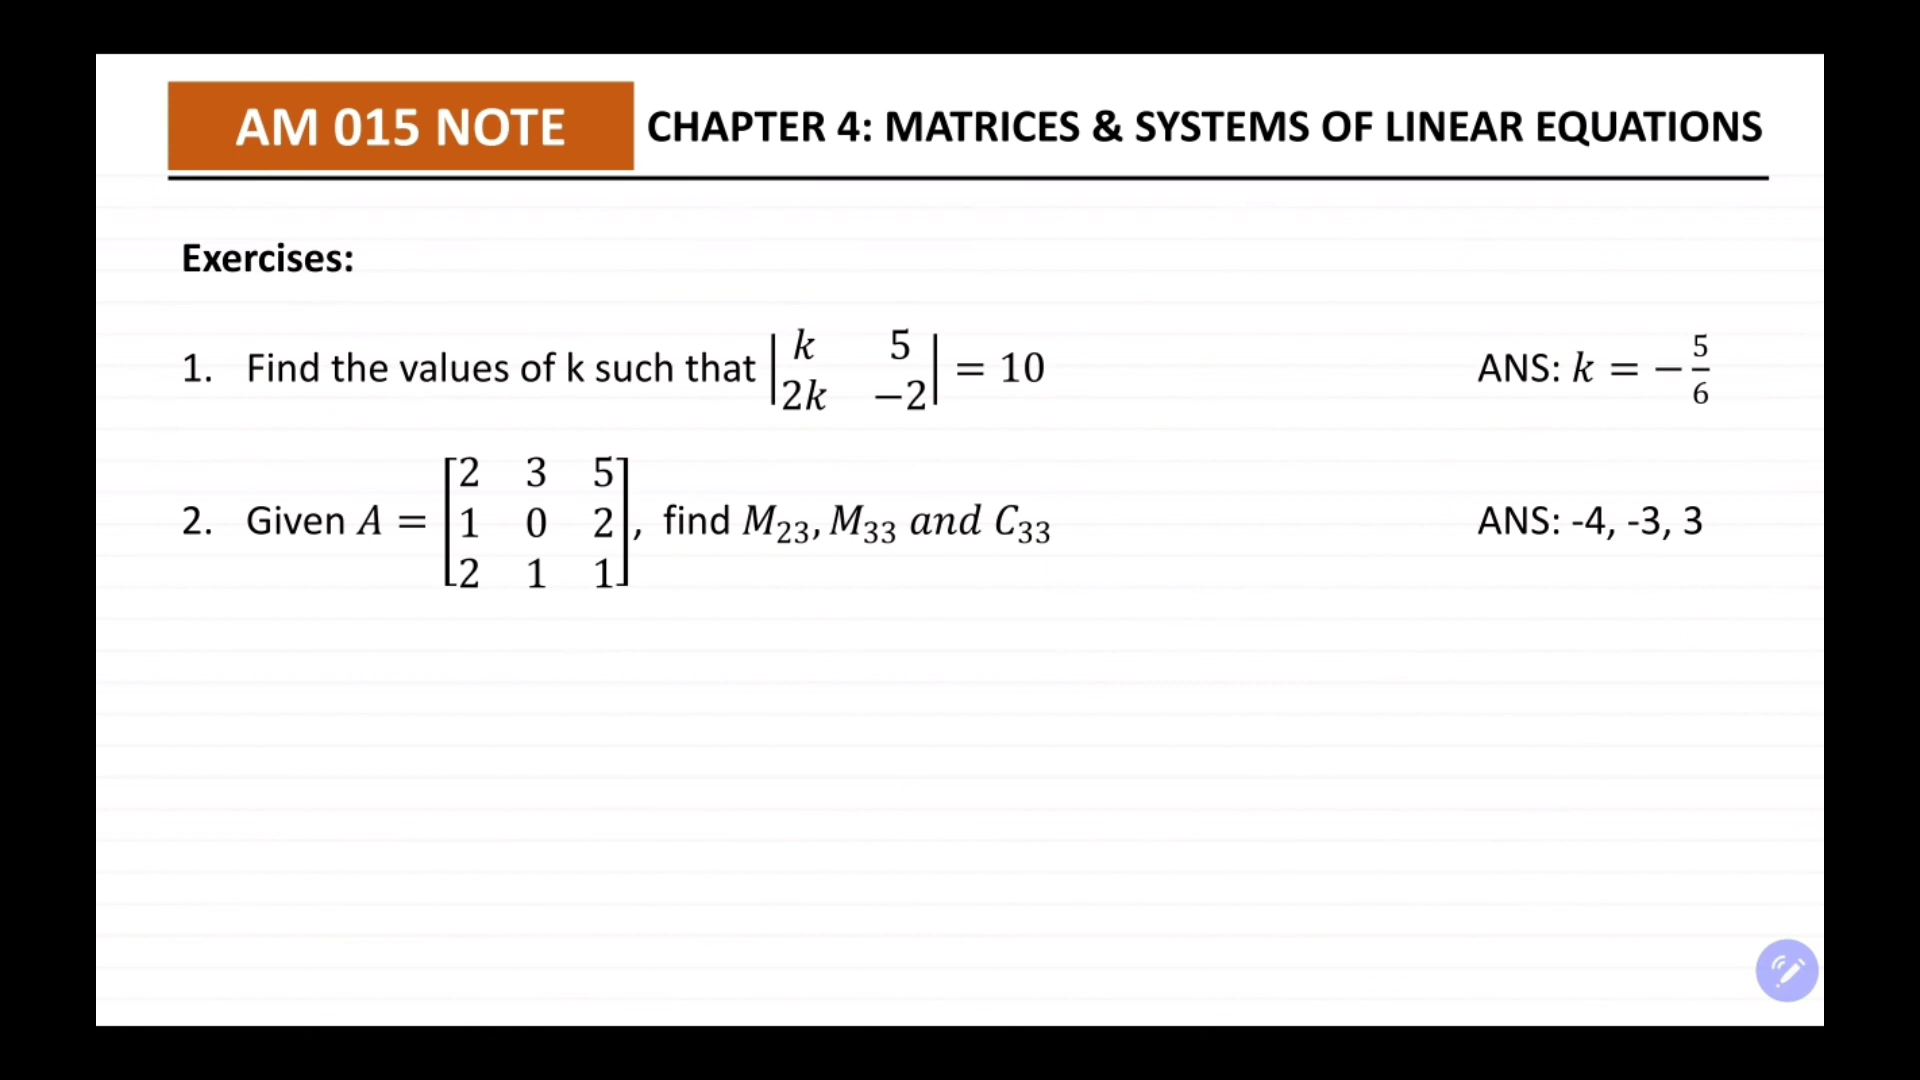 AM 015 NOTE CHAPTER 4: MATRICES & SYSTEMS OF LINEAR EQUATIONS
Exercises:
1. Find the values of k such that |k 5; 2k −2| = 10 ANS: k = −5/6
2. Given A = [2 3 5; 1 0 2; 2 1 1], find M₂₃, M₃₃ and C₃₃ ANS: -4, -3, 3